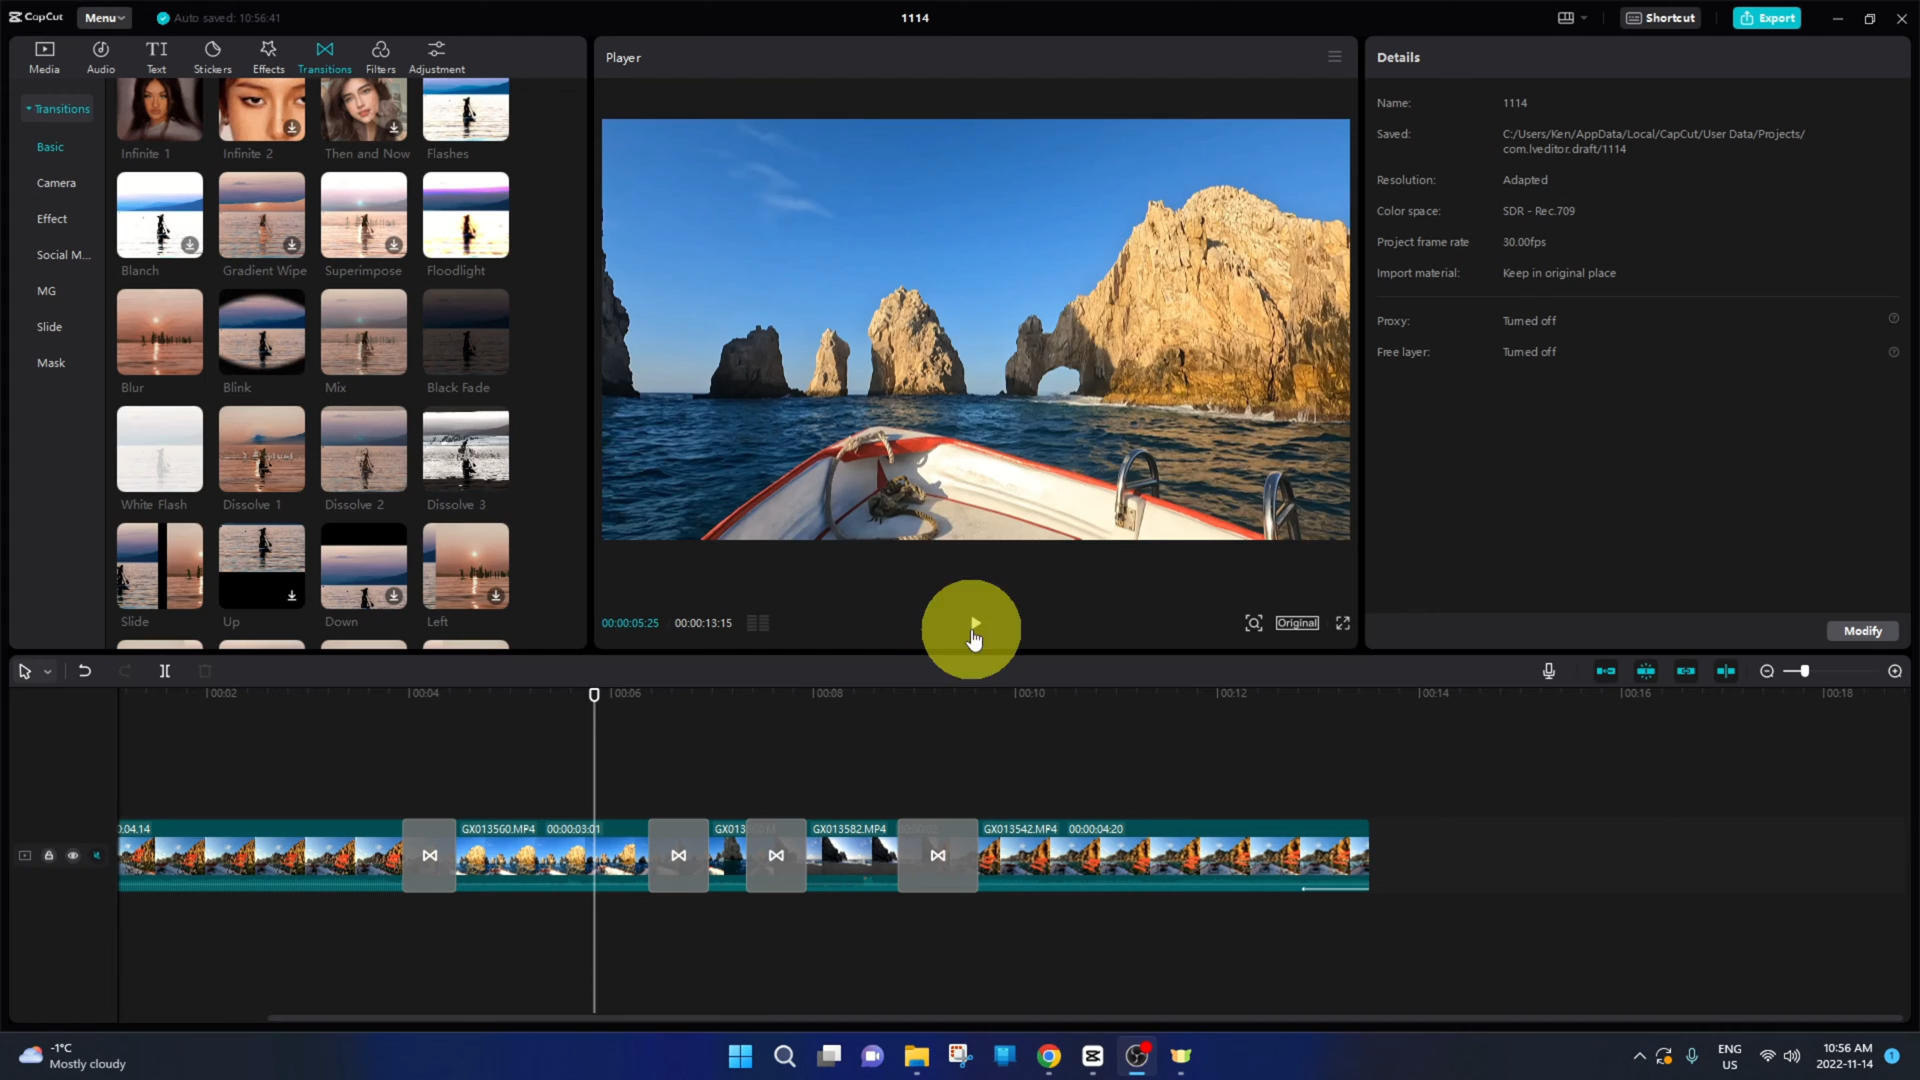 CapCut
Menu
Auto saved: 10:56:41
1114
Shortcut
Export
Media
Audio
Text
Stickers
Effects
Transitions
Filters
Adjustment
Transitions
Basic
Camera
Effect
Social M...
MG
Slide
Mask
Infinite 1
Infinite 2
Then and Now
Flashes
Blanch
Gradient Wipe
Superimpose
Floodlight
Blur
Blink
Mix
Black Fade
White Flash
Dissolve 1
Dissolve 2
Dissolve 3
Slide
Up
Down
Left
Player
00:00:05:25
00:00:13:15
Original
Details
Name: 1114
Saved: C:/Users/Ken/AppData/Local/CapCut/User Data/Projects/
com.lveditor.draft/1114
Resolution: Adapted
Color space: SDR - Rec.709
Project frame rate 30.00fps
Import material: Keep in original place
Proxy: Turned off
Free layer: Turned off
Modify
00:02
00:04
00:06
00:08
00:10
00:12
00:14
00:16
00:18
GX013560.MP4 00:00:03:01
GX013582.MP4
GX013542.MP4 00:00:04:20
-1°C
Mostly cloudy
ENG
US
10:56 AM
2022-11-14
1